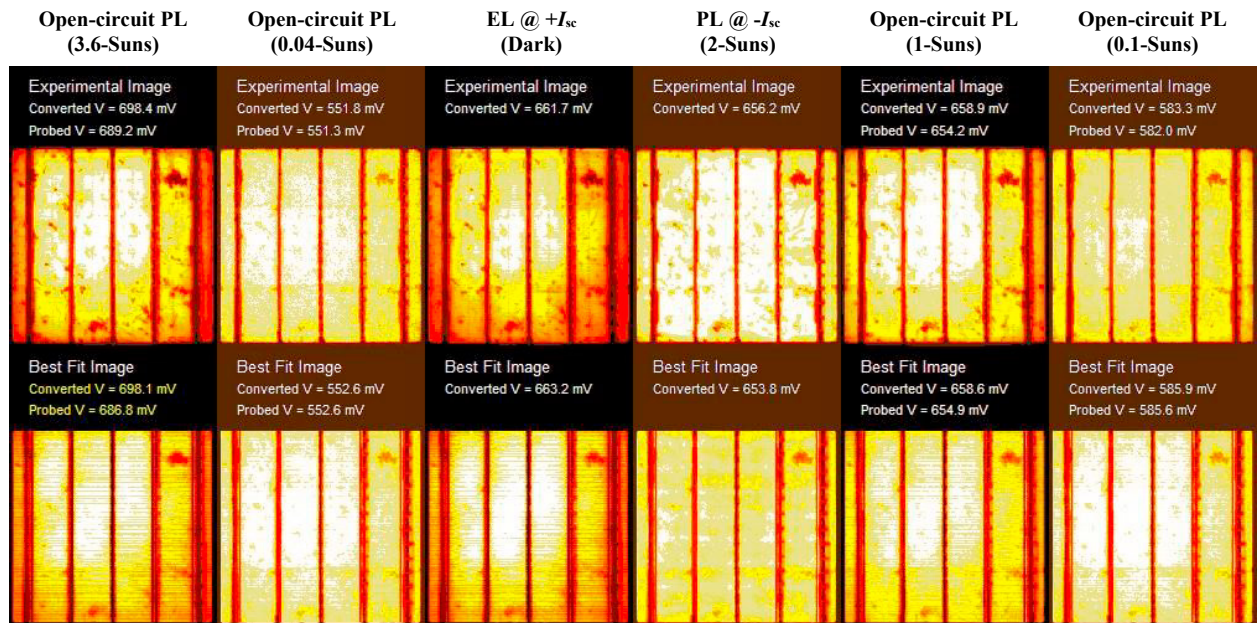 Open-circuit PL
(3.6-Suns)
Open-circuit PL
(0.04-Suns)
EL @ +Isc
(Dark)
PL @ -Isc
(2-Suns)
Open-circuit PL
(1-Suns)
Open-circuit PL
(0.1-Suns)
Experimental Image
Converted V = 698.4 mV
Probed V = 689.2 mV
Experimental Image
Converted V = 551.8 mV
Probed V = 551.3 mV
Experimental Image
Converted V = 661.7 mV
Experimental Image
Converted V = 656.2 mV
Experimental Image
Converted V = 658.9 mV
Probed V = 654.2 mV
Experimental Image
Converted V = 583.3 mV
Probed V = 582.0 mV
Best Fit Image
Converted V = 698.1 mV
Probed V = 686.8 mV
Best Fit Image
Converted V = 552.6 mV
Probed V = 552.6 mV
Best Fit Image
Converted V = 663.2 mV
Best Fit Image
Converted V = 653.8 mV
Best Fit Image
Converted V = 658.6 mV
Probed V = 654.9 mV
Best Fit Image
Converted V = 585.9 mV
Probed V = 585.6 mV